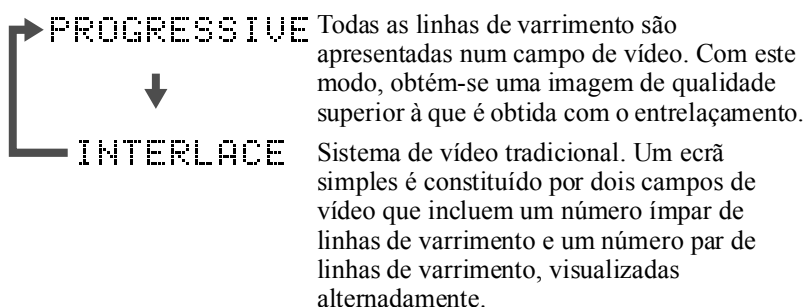 PROGRESSIVE
Todas as linhas de varrimento são
apresentadas num campo de vídeo. Com este
modo, obtém-se uma imagem de qualidade
superior à que é obtida com o entrelaçamento.
INTERLACE
Sistema de vídeo tradicional. Um ecrã
simples é constituído por dois campos de
vídeo que incluem um número ímpar de
linhas de varrimento e um número par de
linhas de varrimento, visualizadas
alternadamente.